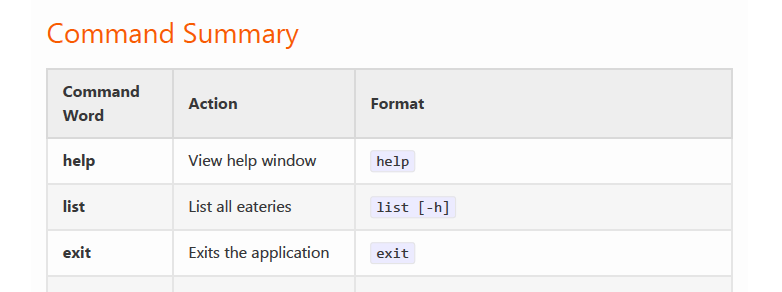 Command Summary
Command Word Action Format
help View help window help
list List all eateries list [-h]
exit Exits the application exit